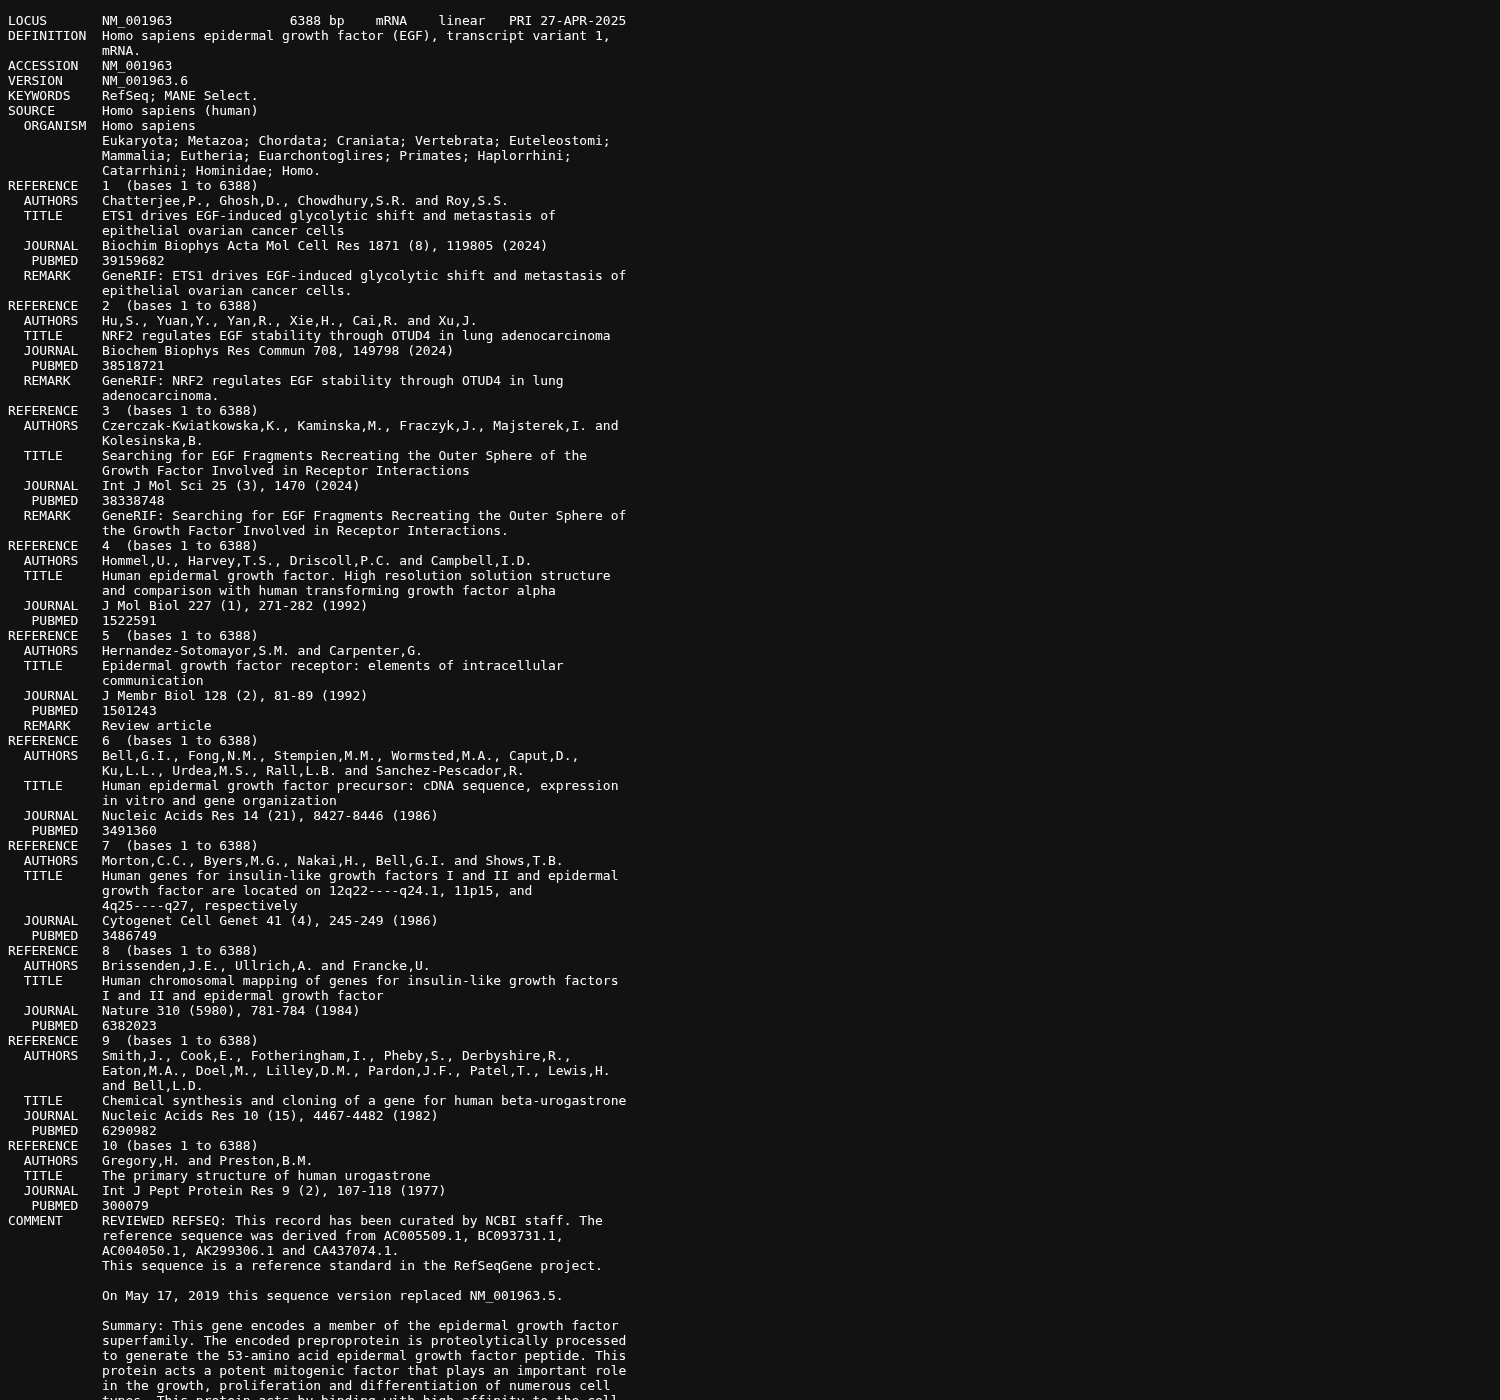 LOCUS       NM_001963               6388 bp    mRNA    linear   PRI 27-APR-2025
DEFINITION  Homo sapiens epidermal growth factor (EGF), transcript variant 1,
            mRNA.
ACCESSION   NM_001963
VERSION     NM_001963.6
KEYWORDS    RefSeq; MANE Select.
SOURCE      Homo sapiens (human)
  ORGANISM  Homo sapiens
            Eukaryota; Metazoa; Chordata; Craniata; Vertebrata; Euteleostomi;
            Mammalia; Eutheria; Euarchontoglires; Primates; Haplorrhini;
            Catarrhini; Hominidae; Homo.
REFERENCE   1  (bases 1 to 6388)
  AUTHORS   Chatterjee,P., Ghosh,D., Chowdhury,S.R. and Roy,S.S.
  TITLE     ETS1 drives EGF-induced glycolytic shift and metastasis of
            epithelial ovarian cancer cells
  JOURNAL   Biochim Biophys Acta Mol Cell Res 1871 (8), 119805 (2024)
   PUBMED   39159682
  REMARK    GeneRIF: ETS1 drives EGF-induced glycolytic shift and metastasis of
            epithelial ovarian cancer cells.
REFERENCE   2  (bases 1 to 6388)
  AUTHORS   Hu,S., Yuan,Y., Yan,R., Xie,H., Cai,R. and Xu,J.
  TITLE     NRF2 regulates EGF stability through OTUD4 in lung adenocarcinoma
  JOURNAL   Biochem Biophys Res Commun 708, 149798 (2024)
   PUBMED   38518721
  REMARK    GeneRIF: NRF2 regulates EGF stability through OTUD4 in lung
            adenocarcinoma.
REFERENCE   3  (bases 1 to 6388)
  AUTHORS   Czerczak-Kwiatkowska,K., Kaminska,M., Fraczyk,J., Majsterek,I. and
            Kolesinska,B.
  TITLE     Searching for EGF Fragments Recreating the Outer Sphere of the
            Growth Factor Involved in Receptor Interactions
  JOURNAL   Int J Mol Sci 25 (3), 1470 (2024)
   PUBMED   38338748
  REMARK    GeneRIF: Searching for EGF Fragments Recreating the Outer Sphere of
            the Growth Factor Involved in Receptor Interactions.
REFERENCE   4  (bases 1 to 6388)
  AUTHORS   Hommel,U., Harvey,T.S., Driscoll,P.C. and Campbell,I.D.
  TITLE     Human epidermal growth factor. High resolution solution structure
            and comparison with human transforming growth factor alpha
  JOURNAL   J Mol Biol 227 (1), 271-282 (1992)
   PUBMED   1522591
REFERENCE   5  (bases 1 to 6388)
  AUTHORS   Hernandez-Sotomayor,S.M. and Carpenter,G.
  TITLE     Epidermal growth factor receptor: elements of intracellular
            communication
  JOURNAL   J Membr Biol 128 (2), 81-89 (1992)
   PUBMED   1501243
  REMARK    Review article
REFERENCE   6  (bases 1 to 6388)
  AUTHORS   Bell,G.I., Fong,N.M., Stempien,M.M., Wormsted,M.A., Caput,D.,
            Ku,L.L., Urdea,M.S., Rall,L.B. and Sanchez-Pescador,R.
  TITLE     Human epidermal growth factor precursor: cDNA sequence, expression
            in vitro and gene organization
  JOURNAL   Nucleic Acids Res 14 (21), 8427-8446 (1986)
   PUBMED   3491360
REFERENCE   7  (bases 1 to 6388)
  AUTHORS   Morton,C.C., Byers,M.G., Nakai,H., Bell,G.I. and Shows,T.B.
  TITLE     Human genes for insulin-like growth factors I and II and epidermal
            growth factor are located on 12q22----q24.1, 11p15, and
            4q25----q27, respectively
  JOURNAL   Cytogenet Cell Genet 41 (4), 245-249 (1986)
   PUBMED   3486749
REFERENCE   8  (bases 1 to 6388)
  AUTHORS   Brissenden,J.E., Ullrich,A. and Francke,U.
  TITLE     Human chromosomal mapping of genes for insulin-like growth factors
            I and II and epidermal growth factor
  JOURNAL   Nature 310 (5980), 781-784 (1984)
   PUBMED   6382023
REFERENCE   9  (bases 1 to 6388)
  AUTHORS   Smith,J., Cook,E., Fotheringham,I., Pheby,S., Derbyshire,R.,
            Eaton,M.A., Doel,M., Lilley,D.M., Pardon,J.F., Patel,T., Lewis,H.
            and Bell,L.D.
  TITLE     Chemical synthesis and cloning of a gene for human beta-urogastrone
  JOURNAL   Nucleic Acids Res 10 (15), 4467-4482 (1982)
   PUBMED   6290982
REFERENCE   10 (bases 1 to 6388)
  AUTHORS   Gregory,H. and Preston,B.M.
  TITLE     The primary structure of human urogastrone
  JOURNAL   Int J Pept Protein Res 9 (2), 107-118 (1977)
   PUBMED   300079
COMMENT     REVIEWED REFSEQ: This record has been curated by NCBI staff. The
            reference sequence was derived from AC005509.1, BC093731.1,
            AC004050.1, AK299306.1 and CA437074.1.
            This sequence is a reference standard in the RefSeqGene project.

            On May 17, 2019 this sequence version replaced NM_001963.5.

            Summary: This gene encodes a member of the epidermal growth factor
            superfamily. The encoded preproprotein is proteolytically processed
            to generate the 53-amino acid epidermal growth factor peptide. This
            protein acts a potent mitogenic factor that plays an important role
            in the growth, proliferation and differentiation of numerous cell
            types. This protein acts by binding with high affinity to the cell